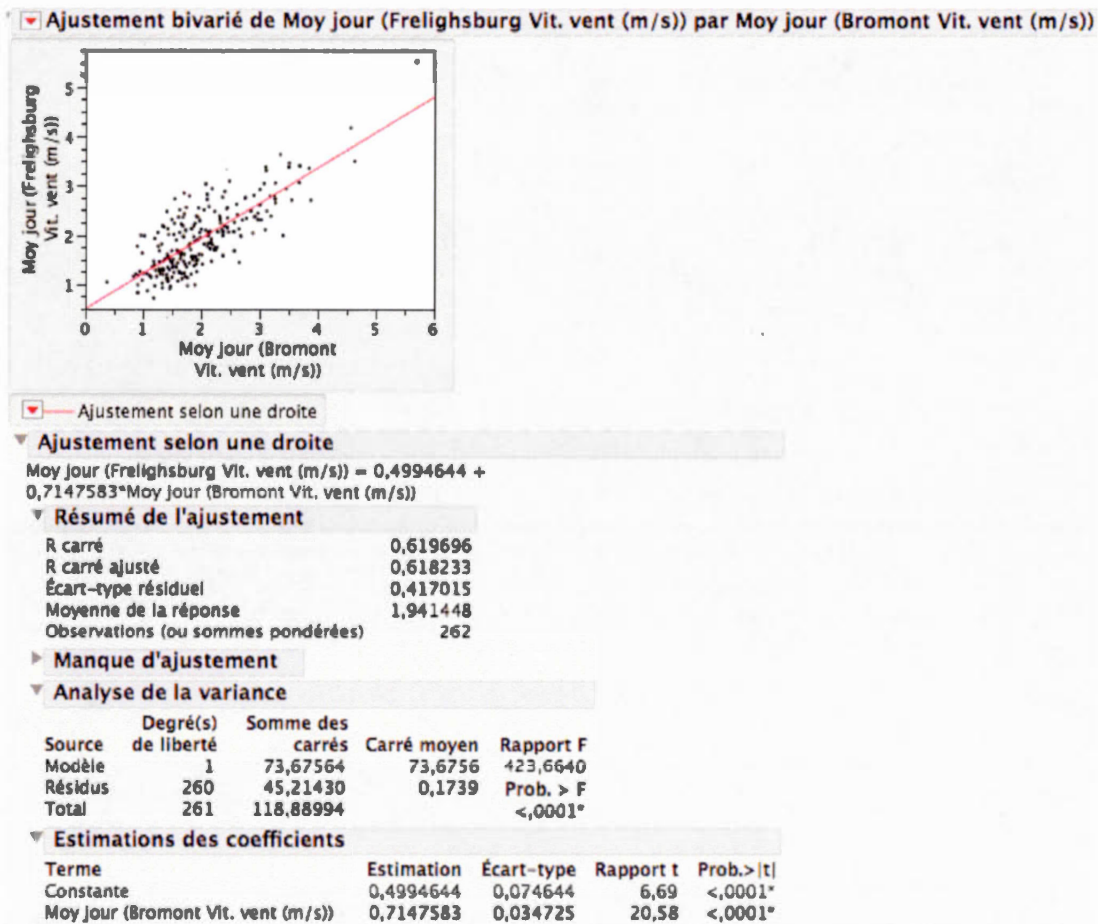 Ajustement bivarié de Moy jour (Frelighsburg Vit. vent (m/s)) par Moy jour (Bromont Vit. vent (m/s))
Moy jour (Frelighsburg
Vit. vent (m/s))
5
4
3
2
1
0 1 2 3 4 5 6
Moy jour (Bromont
Vit. vent (m/s))
Ajustement selon une droite
Ajustement selon une droite
Moy jour (Frelighsburg Vit. vent (m/s)) = 0,4994644 +
0,7147583*Moy jour (Bromont Vit. vent (m/s))
Résumé de l'ajustement
R carré 0,619696
R carré ajusté 0,618233
Écart-type résiduel 0,417015
Moyenne de la réponse 1,941448
Observations (ou sommes pondérées) 262
Manque d'ajustement
Analyse de la variance
Degré(s) Somme des
Source de liberté carrés Carré moyen Rapport F
Modèle 1 73,67564 73,6756 423,6640
Résidus 260 45,21430 0,1739 Prob. > F
Total 261 118,88994 <,0001*
Estimations des coefficients
Terme Estimation Écart-type Rapport t Prob.>|t|
Constante 0,4994644 0,074644 6,69 <,0001*
Moy jour (Bromont Vit. vent (m/s)) 0,7147583 0,034725 20,58 <,0001*